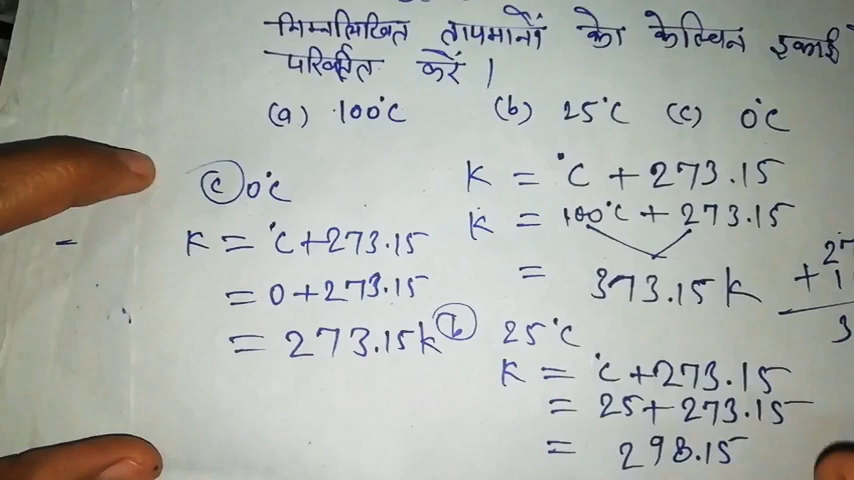 निम्नलिखित तापमानों को केल्विन इकाई
परिवर्तित करें।
(a) 100°C (b) 25°C (c) 0°C
K = °C + 273.15
K = 100°C + 273.15
= 373.15 K
(c) 0°C
K = °C + 273.15
= 0 + 273.15
= 273.15 K
(b) 25°C
K = °C + 273.15
= 25 + 273.15
= 298.15